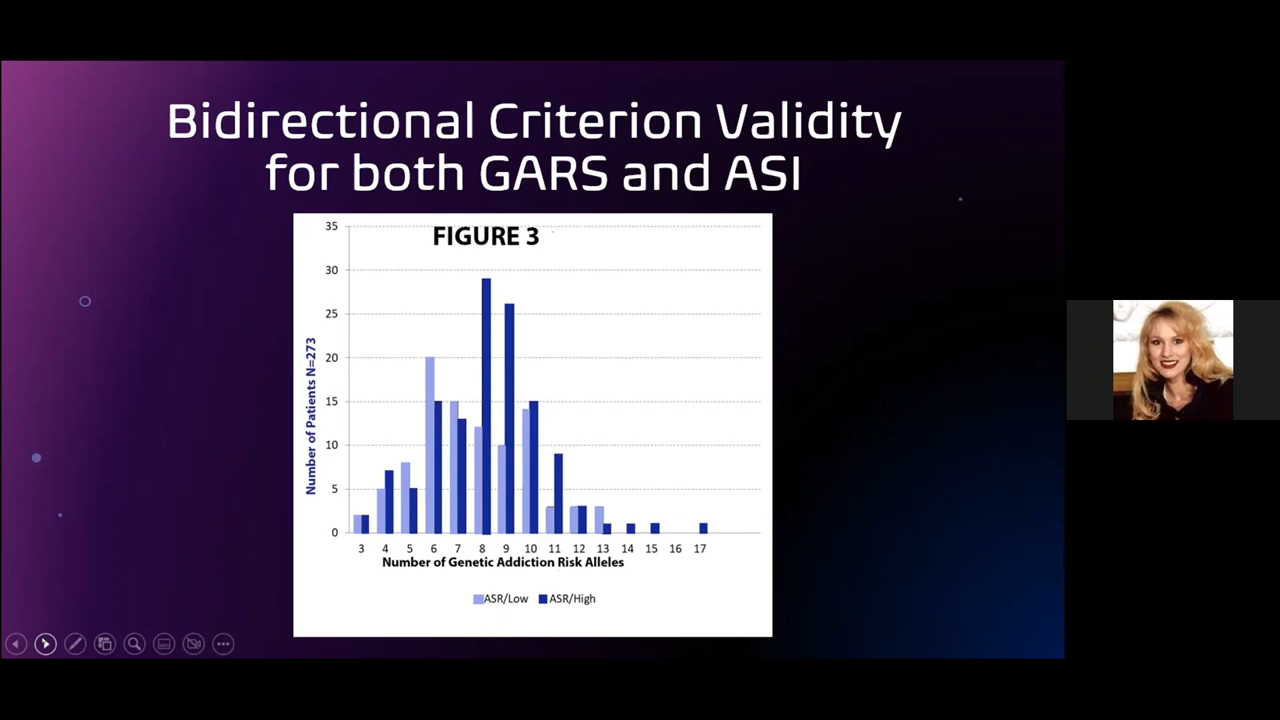 Bidirectional Criterion Validity
for both GARS and ASI
FIGURE 3
Number of Patients N=273
35
30
25
20
15
10
5
0
3 4 5 6 7 8 9 10 11 12 13 14 15 16 17
Number of Genetic Addiction Risk Alleles
ASR/Low ASR/High